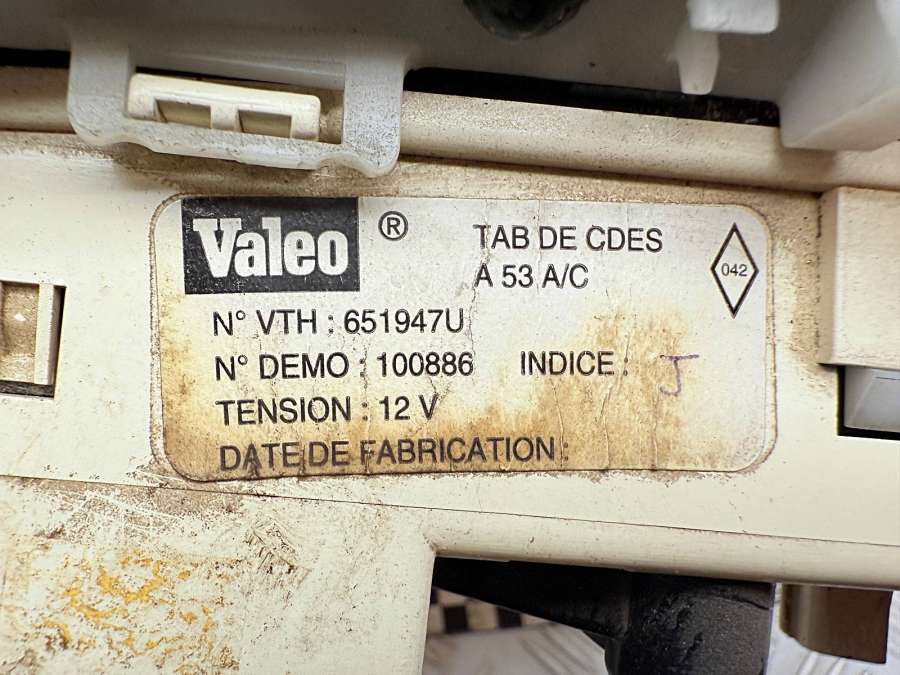 Valeo ® TAB DE CDES
A 53 A/C
042
N° VTH : 651947U
N° DEMO : 100886 INDICE : J
TENSION : 12 V
DATE DE FABRICATION :